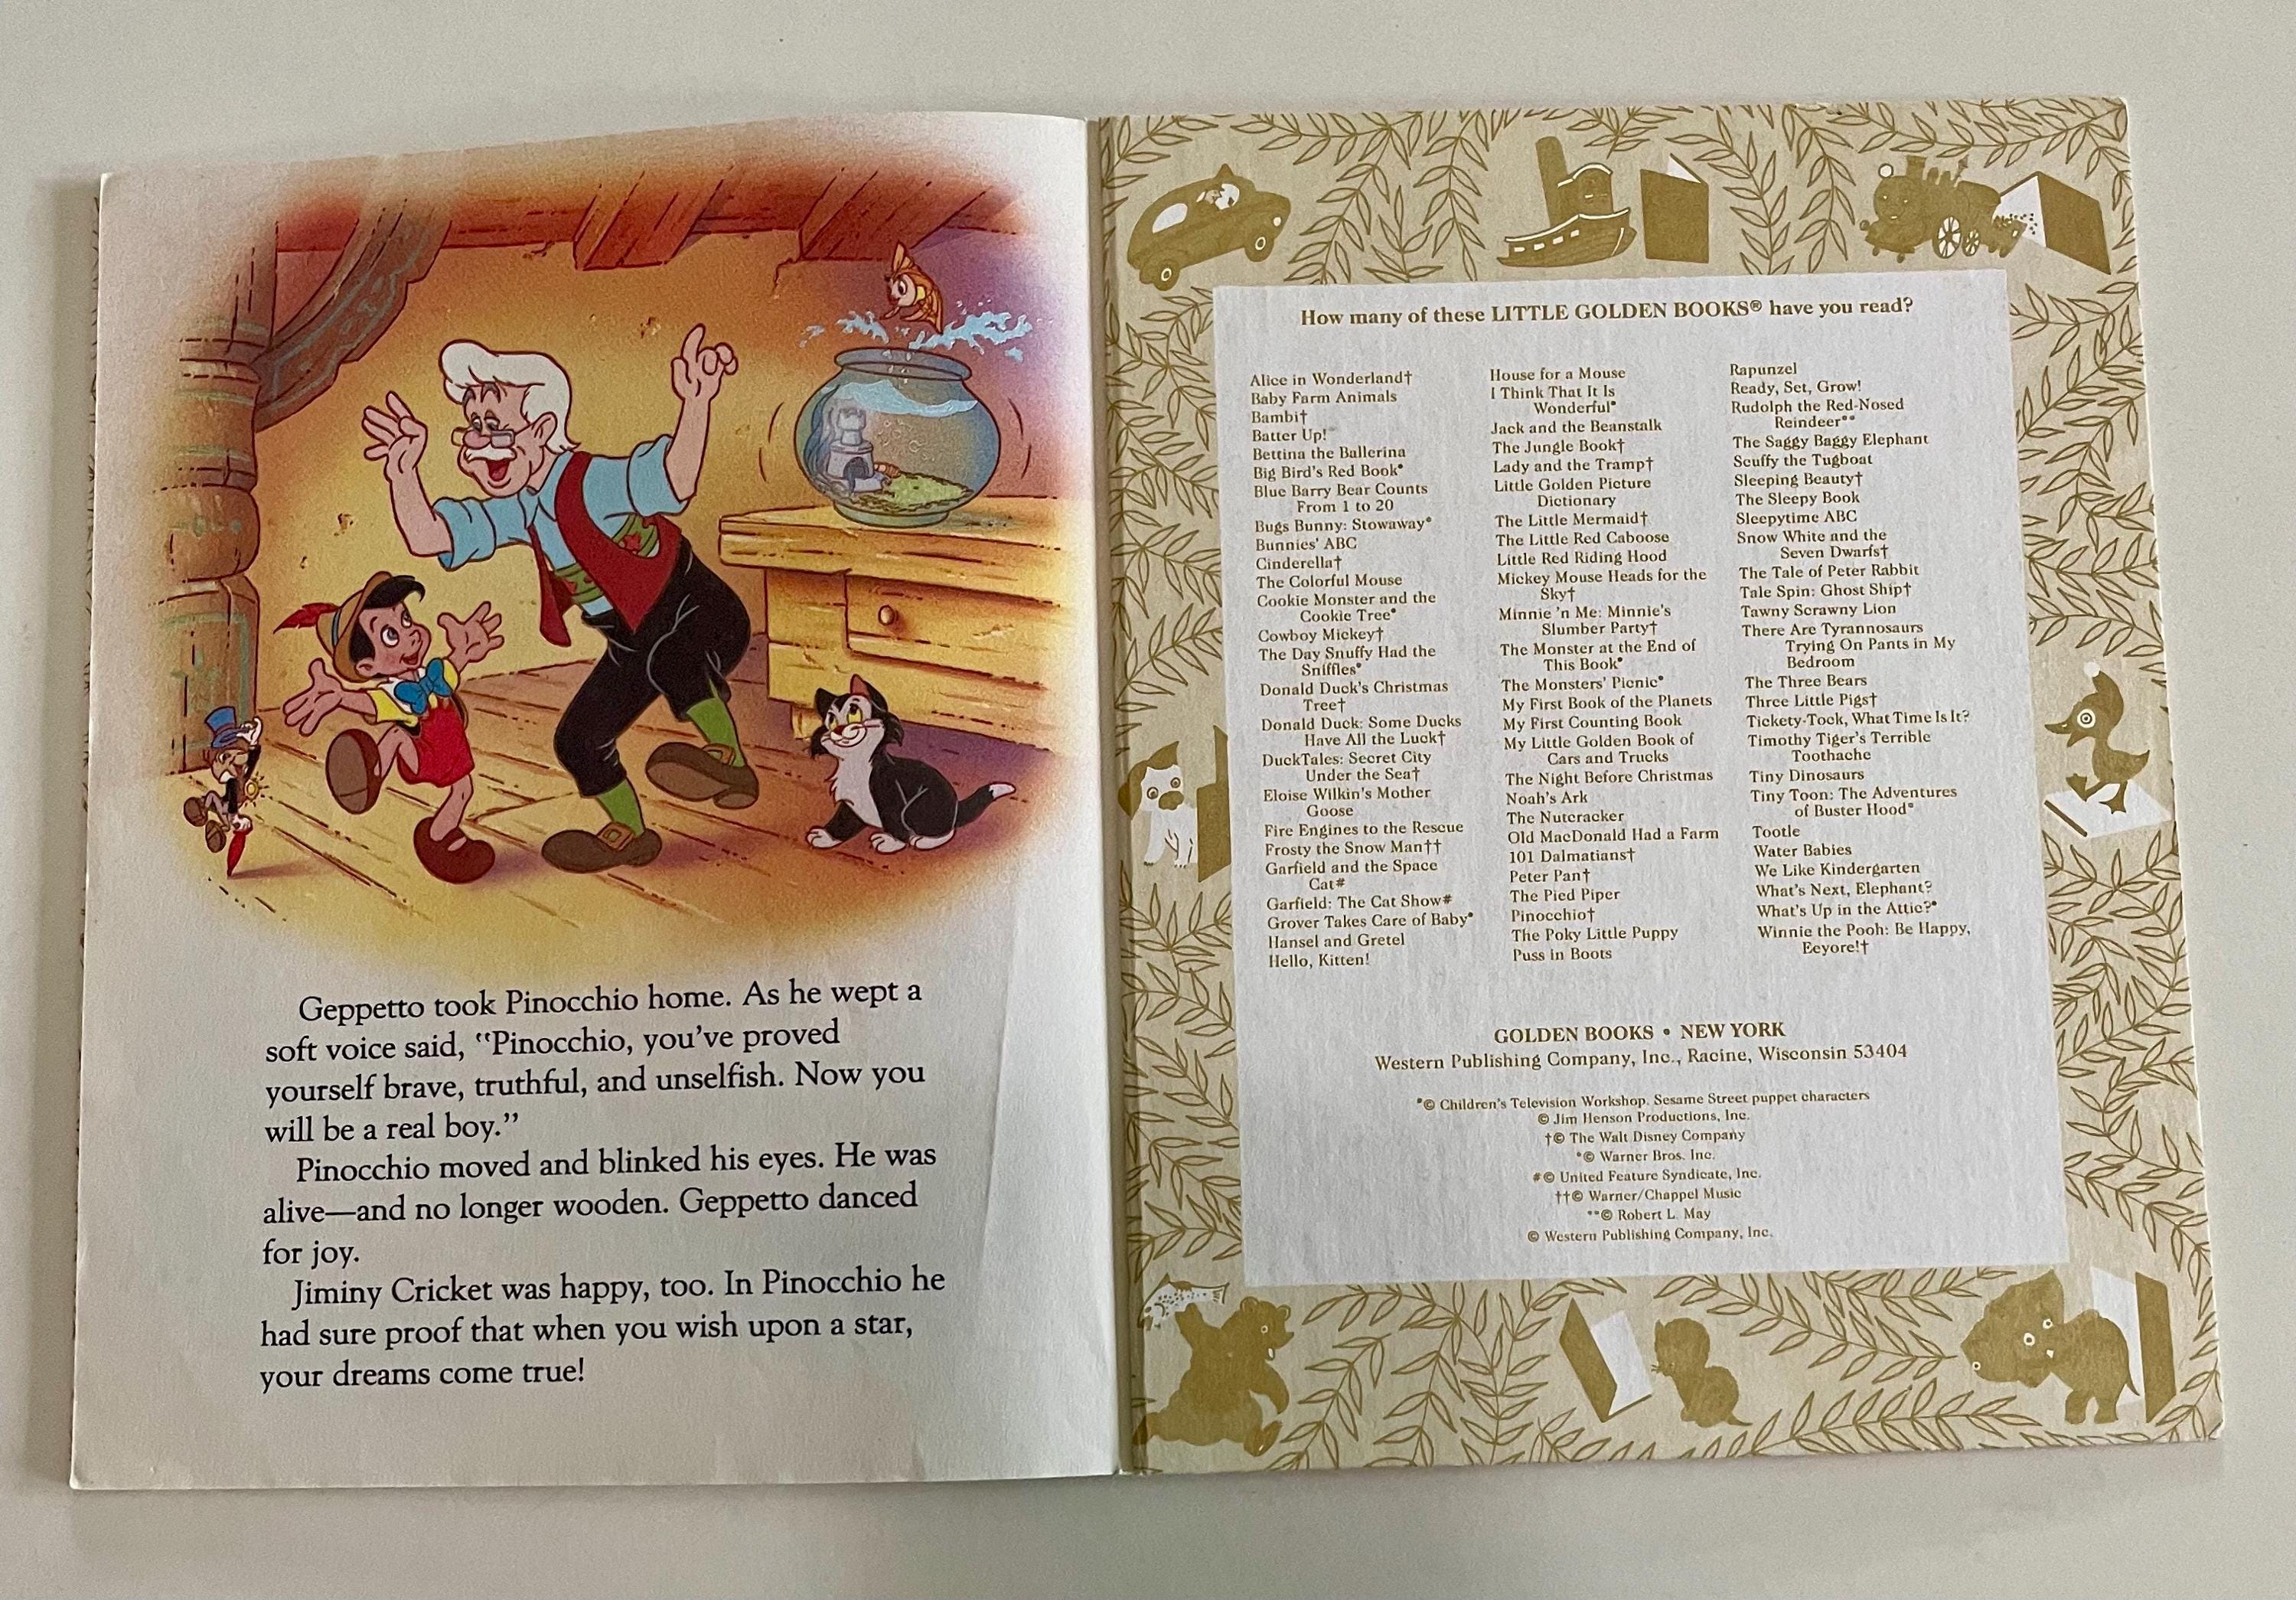 Geppetto took Pinocchio home. As he wept a
soft voice said, “Pinocchio, you’ve proved
yourself brave, truthful, and unselfish. Now you
will be a real boy.”
Pinocchio moved and blinked his eyes. He was
alive—and no longer wooden. Geppetto danced
for joy.
Jiminy Cricket was happy, too. In Pinocchio he
had sure proof that when you wish upon a star,
your dreams come true!
How many of these LITTLE GOLDEN BOOKS® have you read?
Alice in Wonderland†
Baby Farm Animals
Bambi†
Batter Up!
Bettina the Ballerina
Big Bird's Red Book*
Blue Barry Bear Counts
From 1 to 20
Bugs Bunny: Stowaway°
Bunnies' ABC
Cinderella†
The Colorful Mouse
Cookie Monster and the
Cookie Tree*
Cowboy Mickey†
The Day Snuffy Had the
Sniffles*
Donald Duck's Christmas
Tree†
Donald Duck: Some Ducks
Have All the Luck†
DuckTales: Secret City
Under the Sea†
Eloise Wilkin's Mother
Goose
Fire Engines to the Rescue
Frosty the Snow Man††
Garfield and the Space
Cat#
Garfield: The Cat Show#
Grover Takes Care of Baby*
Hansel and Gretel
Hello, Kitten!
House for a Mouse
I Think That It Is
Wonderful*
Jack and the Beanstalk
The Jungle Book†
Lady and the Tramp†
Little Golden Picture
Dictionary
The Little Mermaid†
The Little Red Caboose
Little Red Riding Hood
Mickey Mouse Heads for the
Sky†
Minnie 'n Me: Minnie's
Slumber Party†
The Monster at the End of
This Book*
The Monsters' Picnic*
My First Book of the Planets
My First Counting Book
My Little Golden Book of
Cars and Trucks
The Night Before Christmas
Noah's Ark
The Nutcracker
Old MacDonald Had a Farm
101 Dalmatians†
Peter Pan†
The Pied Piper
Pinocchio†
The Poky Little Puppy
Puss in Boots
Rapunzel
Ready, Set, Grow!
Rudolph the Red-Nosed
Reindeer°°
The Saggy Baggy Elephant
Scuffy the Tugboat
Sleeping Beauty†
The Sleepy Book
Sleepytime ABC
Snow White and the
Seven Dwarfs†
The Tale of Peter Rabbit
Tale Spin: Ghost Ship†
Tawny Scrawny Lion
There Are Tyrannosaurs
Trying On Pants in My
Bedroom
The Three Bears
Three Little Pigs†
Tickety-Tock, What Time Is It?
Timothy Tiger's Terrible
Toothache
Tiny Dinosaurs
Tiny Toon: The Adventures
of Buster Hood°
Tootle
Water Babies
We Like Kindergarten
What's Next, Elephant?
What's Up in the Attic?*
Winnie the Pooh: Be Happy,
Eeyore!†
GOLDEN BOOKS • NEW YORK
Western Publishing Company, Inc., Racine, Wisconsin 53404
*© Children's Television Workshop. Sesame Street puppet characters
© Jim Henson Productions, Inc.
†© The Walt Disney Company
°© Warner Bros. Inc.
#© United Feature Syndicate, Inc.
††© Warner/Chappel Music
°°© Robert L. May
© Western Publishing Company, Inc.